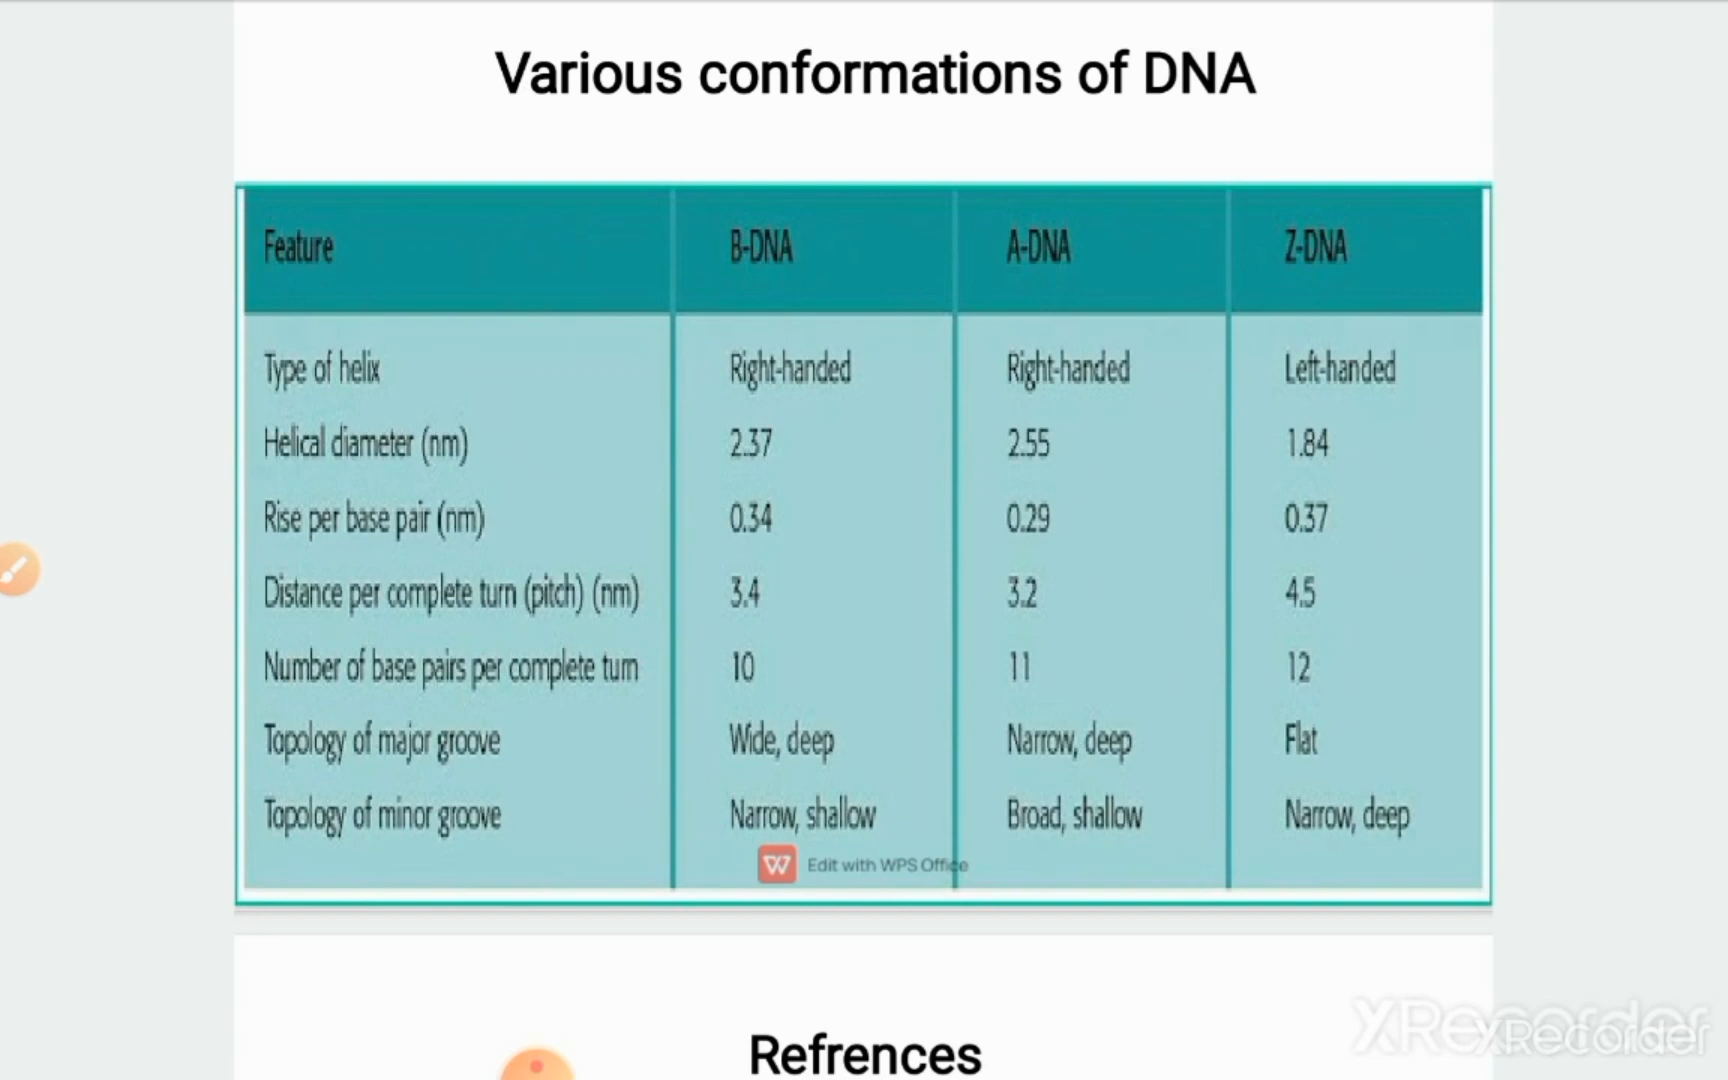 Various conformations of DNA
Feature B-DNA A-DNA Z-DNA
Type of helix Right-handed Right-handed Left-handed
Helical diameter (nm) 2.37 2.55 1.84
Rise per base pair (nm) 0.34 0.29 0.37
Distance per complete turn (pitch) (nm) 3.4 3.2 4.5
Number of base pairs per complete turn 10 11 12
Topology of major groove Wide, deep Narrow, deep Flat
Topology of minor groove Narrow, shallow Broad, shallow Narrow, deep
W Edit with WPS Office
XRecorder
XRecorder
Refrences